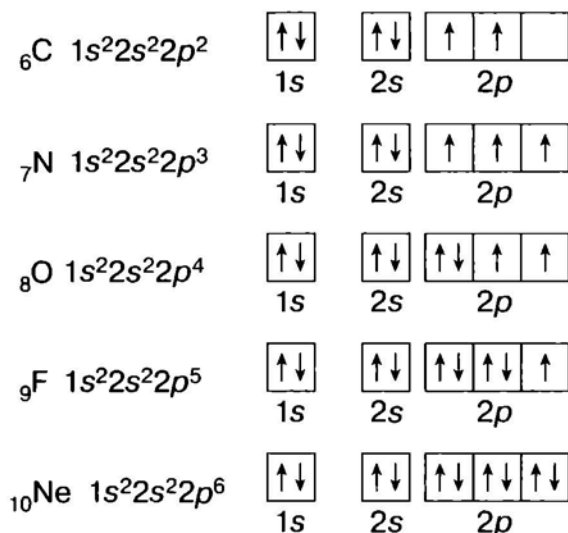 ₆C 1s²2s²2p² ↑↓ ↑↓ ↑ ↑
1s 2s 2p
₇N 1s²2s²2p³ ↑↓ ↑↓ ↑ ↑ ↑
1s 2s 2p
₈O 1s²2s²2p⁴ ↑↓ ↑↓ ↑↓ ↑ ↑
1s 2s 2p
₉F 1s²2s²2p⁵ ↑↓ ↑↓ ↑↓ ↑↓ ↑
1s 2s 2p
₁₀Ne 1s²2s²2p⁶ ↑↓ ↑↓ ↑↓ ↑↓ ↑↓
1s 2s 2p